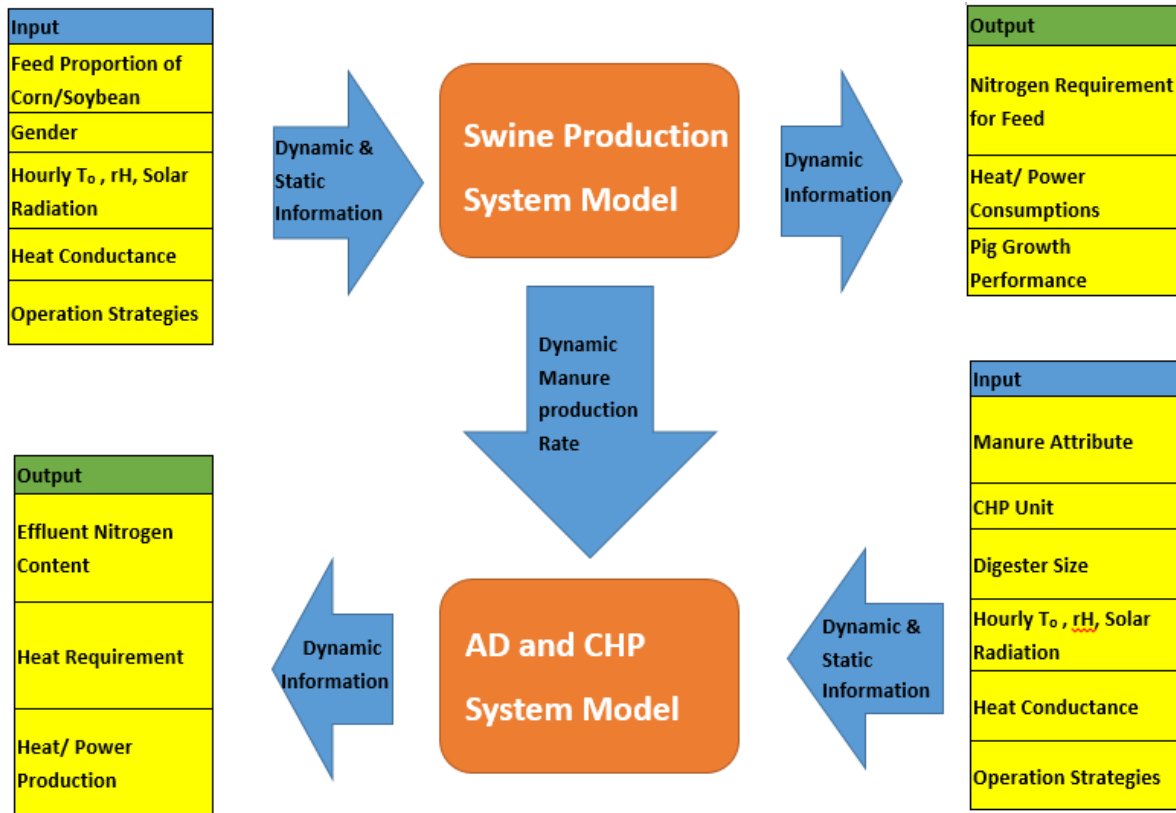 Input
Feed Proportion of
Corn/Soybean
Gender
Hourly Tₒ , rH, Solar
Radiation
Heat Conductance
Operation Strategies
Dynamic &
Static
Information
Swine Production
System Model
Dynamic
Information
Output
Nitrogen Requirement
for Feed
Heat/ Power
Consumptions
Pig Growth
Performance
Dynamic
Manure
production
Rate
Input
Manure Attribute
CHP Unit
Digester Size
Hourly Tₒ , rH, Solar
Radiation
Heat Conductance
Operation Strategies
Dynamic &
Static
Information
AD and CHP
System Model
Dynamic
Information
Output
Effluent Nitrogen
Content
Heat Requirement
Heat/ Power
Production